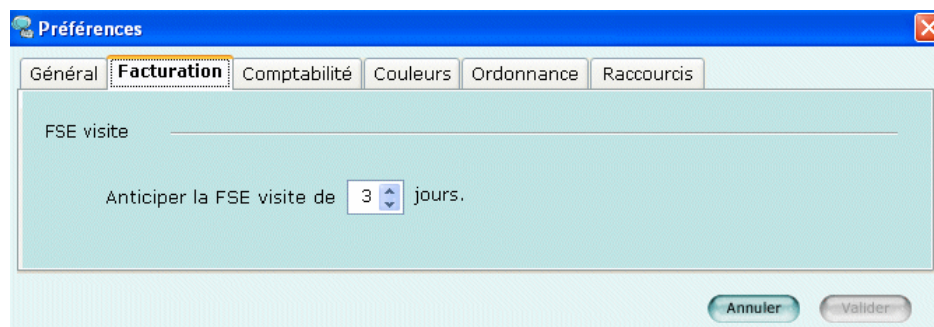 Préférences
Général Facturation Comptabilité Couleurs Ordonnance Raccourcis
FSE visite
Anticiper la FSE visite de 3 jours.
Annuler Valider